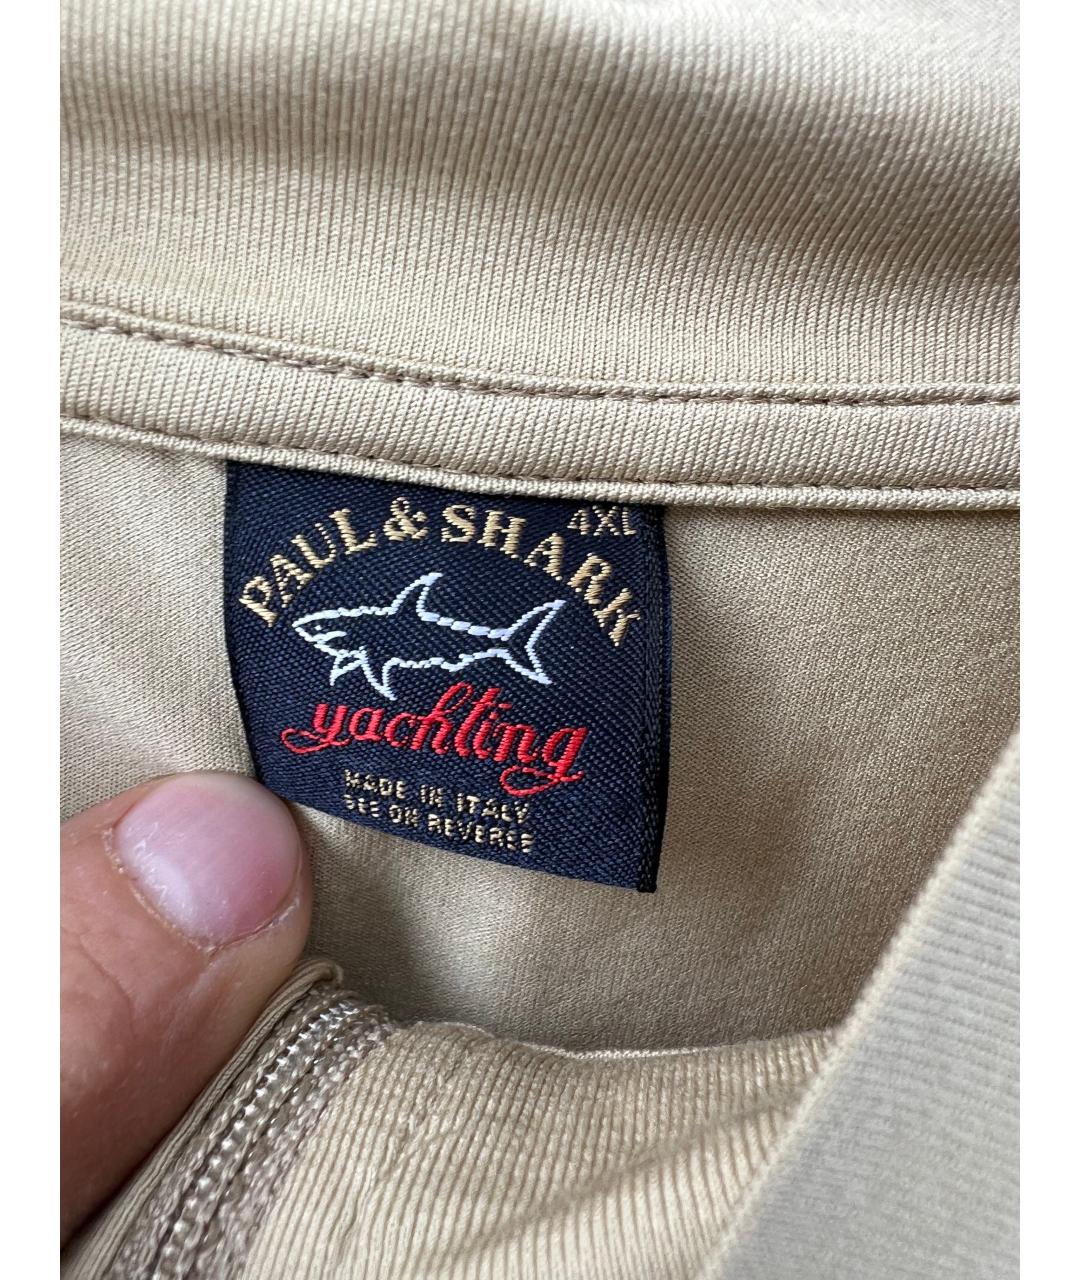 4XL
PAUL & SHARK
yachting
MADE IN ITALY
SEE ON REVERSE